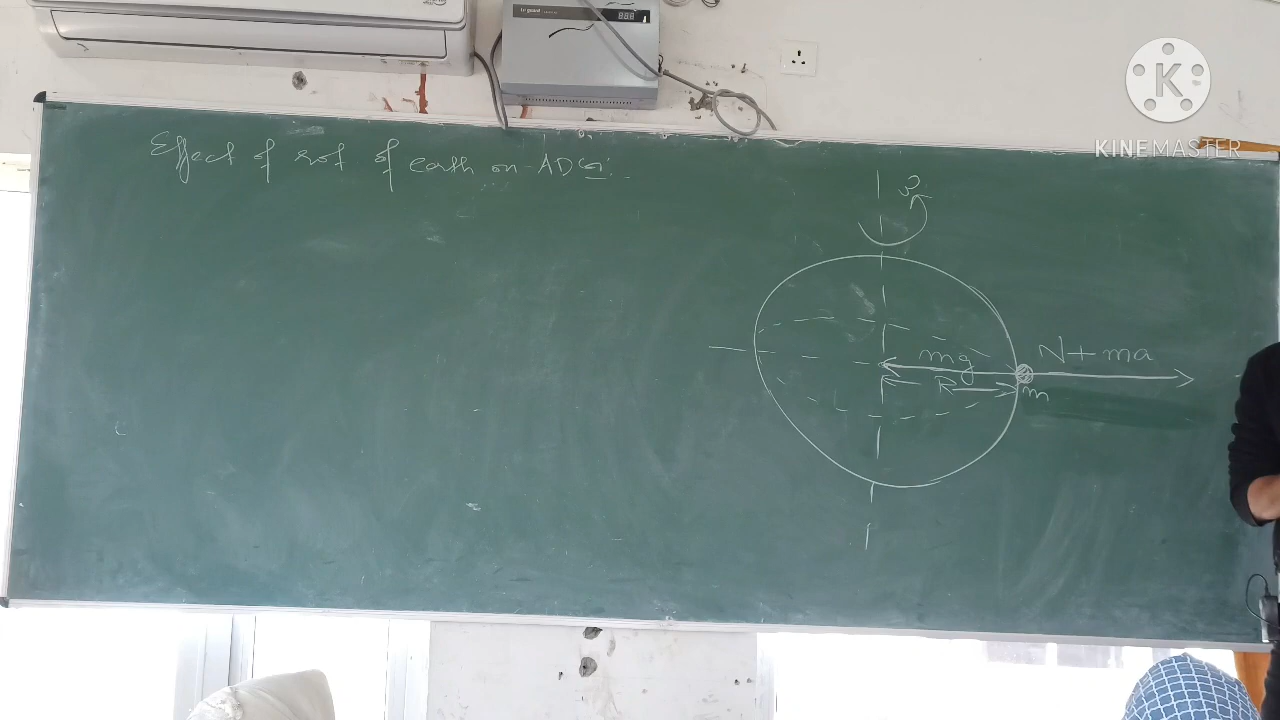 Effect of rot of earth on ADG:
ω
mg
N + ma
R
m
K
KINEMASTER